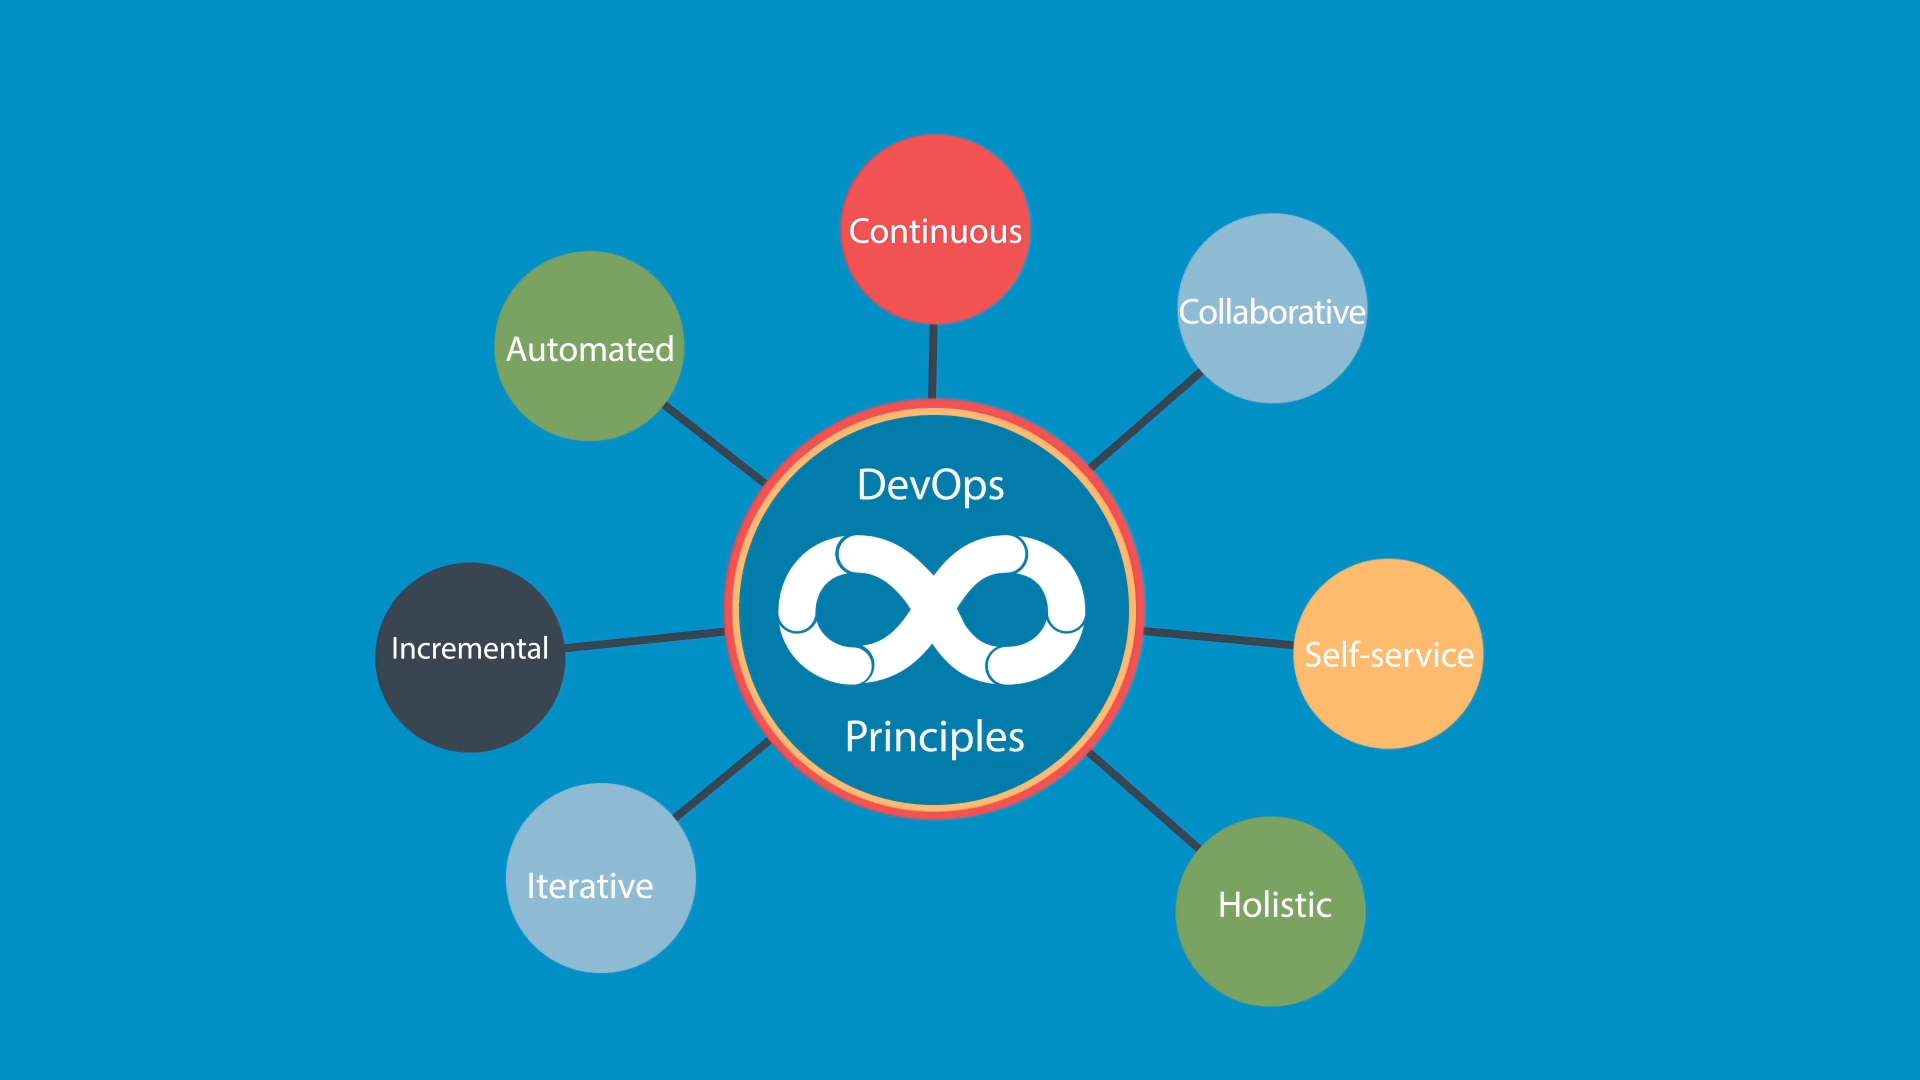 Continuous
Collaborative
Automated
DevOps
Incremental
Self-service
Principles
Iterative
Holistic